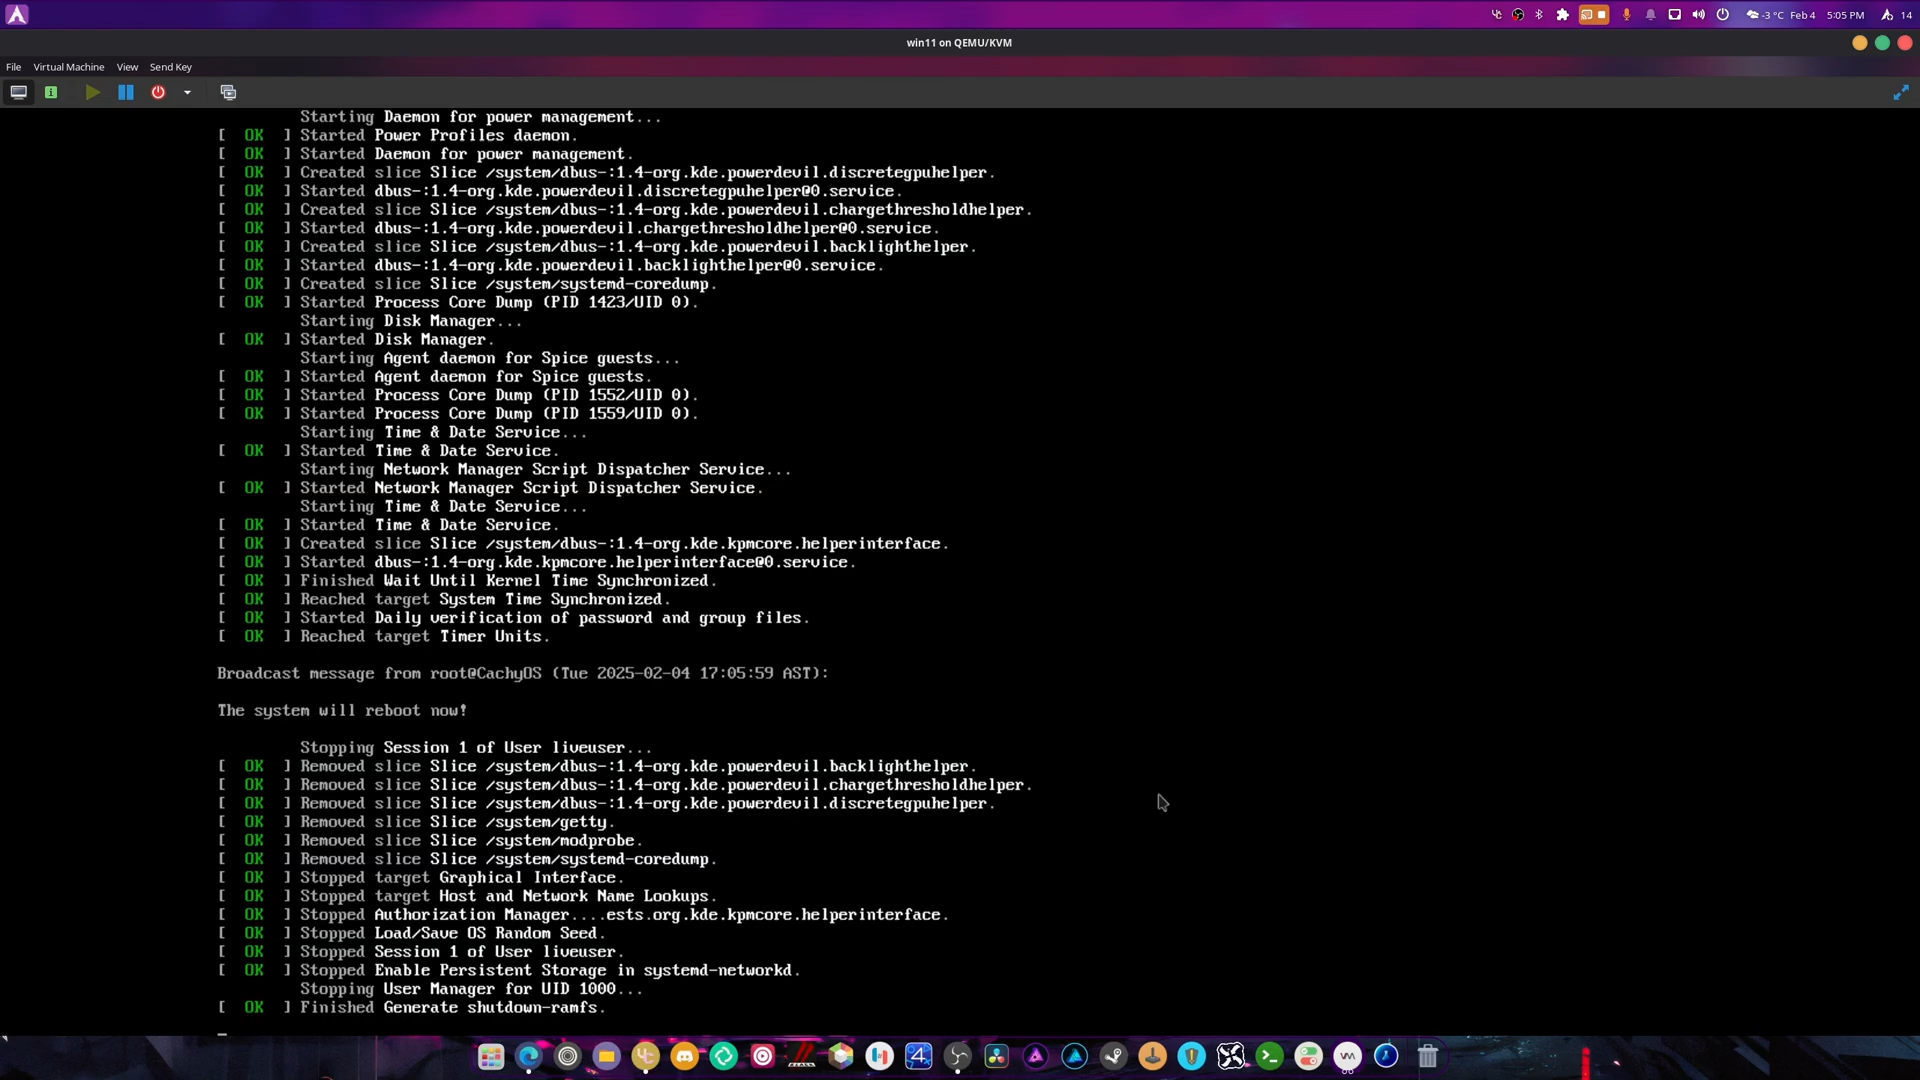 -3 °C Feb 4 5:05 PM 14
win11 on QEMU/KVM
File Virtual Machine View Send Key
Starting Daemon for power management...
[ OK ] Started Power Profiles daemon.
[ OK ] Started Daemon for power management.
[ OK ] Created slice Slice /system/dbus-:1.4-org.kde.powerdevil.discretegpuhelper.
[ OK ] Started dbus-:1.4-org.kde.powerdevil.discretegpuhelper@0.service.
[ OK ] Created slice Slice /system/dbus-:1.4-org.kde.powerdevil.chargethresholdhelper.
[ OK ] Started dbus-:1.4-org.kde.powerdevil.chargethresholdhelper@0.service.
[ OK ] Created slice Slice /system/dbus-:1.4-org.kde.powerdevil.backlighthelper.
[ OK ] Started dbus-:1.4-org.kde.powerdevil.backlighthelper@0.service.
[ OK ] Created slice Slice /system/systemd-coredump.
[ OK ] Started Process Core Dump (PID 1423/UID 0).
Starting Disk Manager...
[ OK ] Started Disk Manager.
Starting Agent daemon for Spice guests...
[ OK ] Started Agent daemon for Spice guests.
[ OK ] Started Process Core Dump (PID 1552/UID 0).
[ OK ] Started Process Core Dump (PID 1559/UID 0).
Starting Time & Date Service...
[ OK ] Started Time & Date Service.
Starting Network Manager Script Dispatcher Service...
[ OK ] Started Network Manager Script Dispatcher Service.
Starting Time & Date Service...
[ OK ] Started Time & Date Service.
[ OK ] Created slice Slice /system/dbus-:1.4-org.kde.kpmcore.helperinterface.
[ OK ] Started dbus-:1.4-org.kde.kpmcore.helperinterface@0.service.
[ OK ] Finished Wait Until Kernel Time Synchronized.
[ OK ] Reached target System Time Synchronized.
[ OK ] Started Daily verification of password and group files.
[ OK ] Reached target Timer Units.
Broadcast message from root@CachyOS (Tue 2025-02-04 17:05:59 AST):
The system will reboot now!
Stopping Session 1 of User liveuser...
[ OK ] Removed slice Slice /system/dbus-:1.4-org.kde.powerdevil.backlighthelper.
[ OK ] Removed slice Slice /system/dbus-:1.4-org.kde.powerdevil.chargethresholdhelper.
[ OK ] Removed slice Slice /system/dbus-:1.4-org.kde.powerdevil.discretegpuhelper.
[ OK ] Removed slice Slice /system/getty.
[ OK ] Removed slice Slice /system/modprobe.
[ OK ] Removed slice Slice /system/systemd-coredump.
[ OK ] Stopped target Graphical Interface.
[ OK ] Stopped target Host and Network Name Lookups.
[ OK ] Stopped Authorization Manager....ests.org.kde.kpmcore.helperinterface.
[ OK ] Stopped Load/Save OS Random Seed.
[ OK ] Stopped Session 1 of User liveuser.
[ OK ] Stopped Enable Persistent Storage in systemd-networkd.
Stopping User Manager for UID 1000...
[ OK ] Finished Generate shutdown-ramfs.